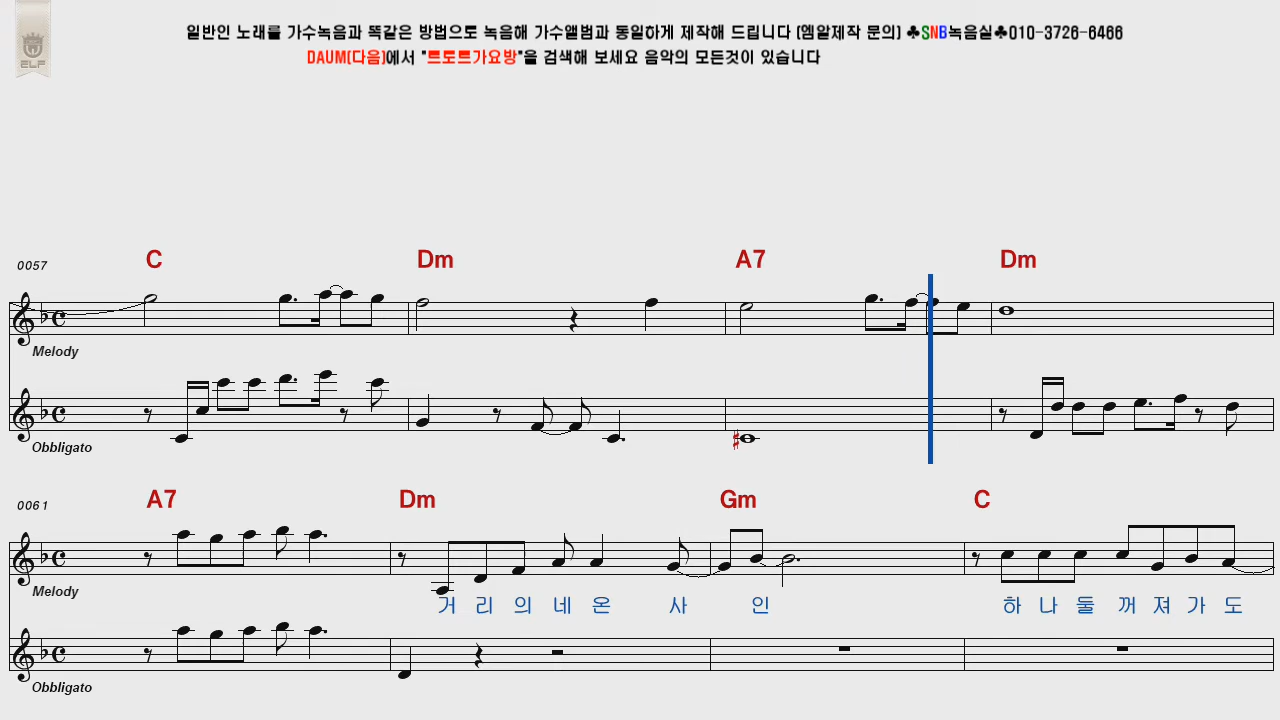 일반인 노래를 가수녹음과 똑같은 방법으로 녹음해 가수앨범과 동일하게 제작해 드립니다 (엠알제작 문의) ♣SNB녹음실♣010-3726-6466
DAUM(다음)에서 "트로트가요방"을 검색해 보세요 음악의 모든것이 있습니다
ELF
0057 C Dm A7 Dm
Melody
Obbligato
0061 A7 Dm Gm C
Melody
거 리 의 네 온 사 인 하 나 둘 꺼 져 가 도
Obbligato